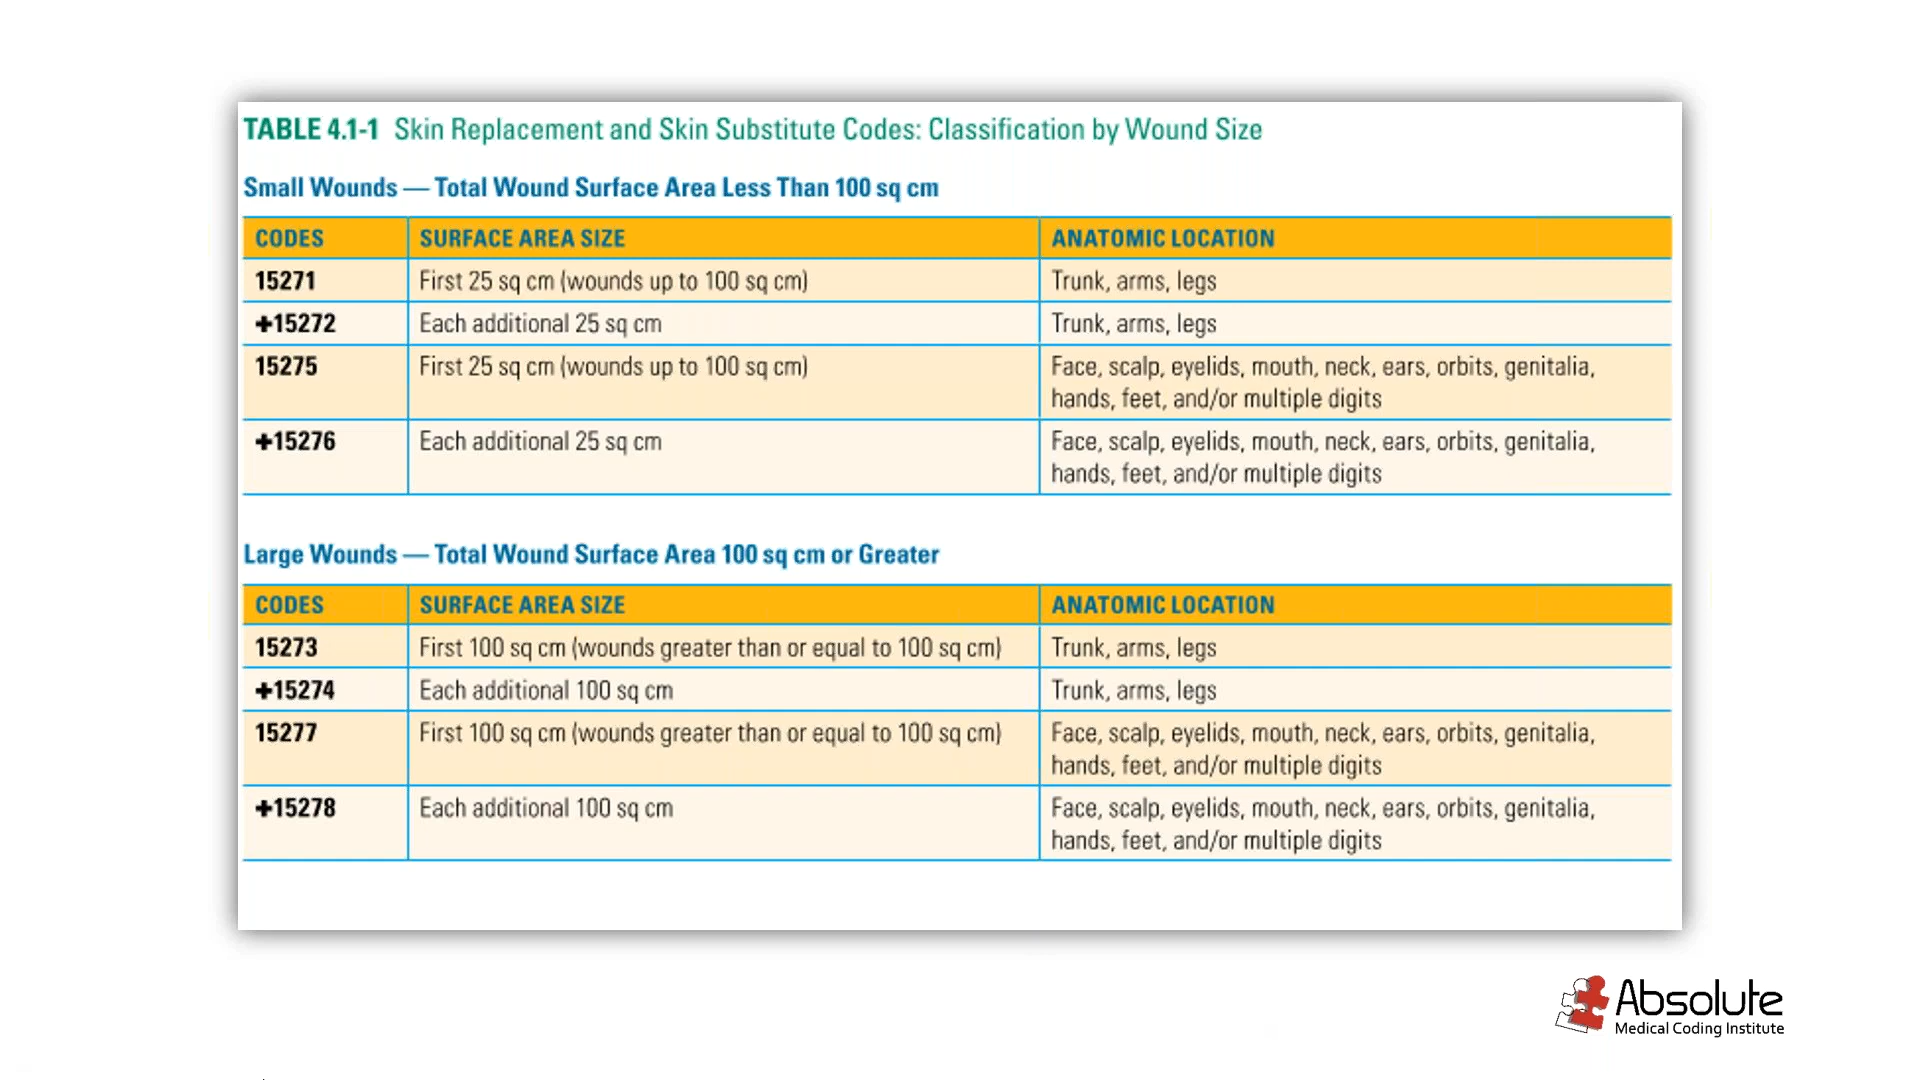 TABLE 4.1-1 Skin Replacement and Skin Substitute Codes: Classification by Wound Size
Small Wounds — Total Wound Surface Area Less Than 100 sq cm
CODES SURFACE AREA SIZE ANATOMIC LOCATION
15271 First 25 sq cm (wounds up to 100 sq cm) Trunk, arms, legs
+15272 Each additional 25 sq cm Trunk, arms, legs
15275 First 25 sq cm (wounds up to 100 sq cm) Face, scalp, eyelids, mouth, neck, ears, orbits, genitalia,
hands, feet, and/or multiple digits
+15276 Each additional 25 sq cm Face, scalp, eyelids, mouth, neck, ears, orbits, genitalia,
hands, feet, and/or multiple digits
Large Wounds — Total Wound Surface Area 100 sq cm or Greater
CODES SURFACE AREA SIZE ANATOMIC LOCATION
15273 First 100 sq cm (wounds greater than or equal to 100 sq cm) Trunk, arms, legs
+15274 Each additional 100 sq cm Trunk, arms, legs
15277 First 100 sq cm (wounds greater than or equal to 100 sq cm) Face, scalp, eyelids, mouth, neck, ears, orbits, genitalia,
hands, feet, and/or multiple digits
+15278 Each additional 100 sq cm Face, scalp, eyelids, mouth, neck, ears, orbits, genitalia,
hands, feet, and/or multiple digits
Absolute
Medical Coding Institute